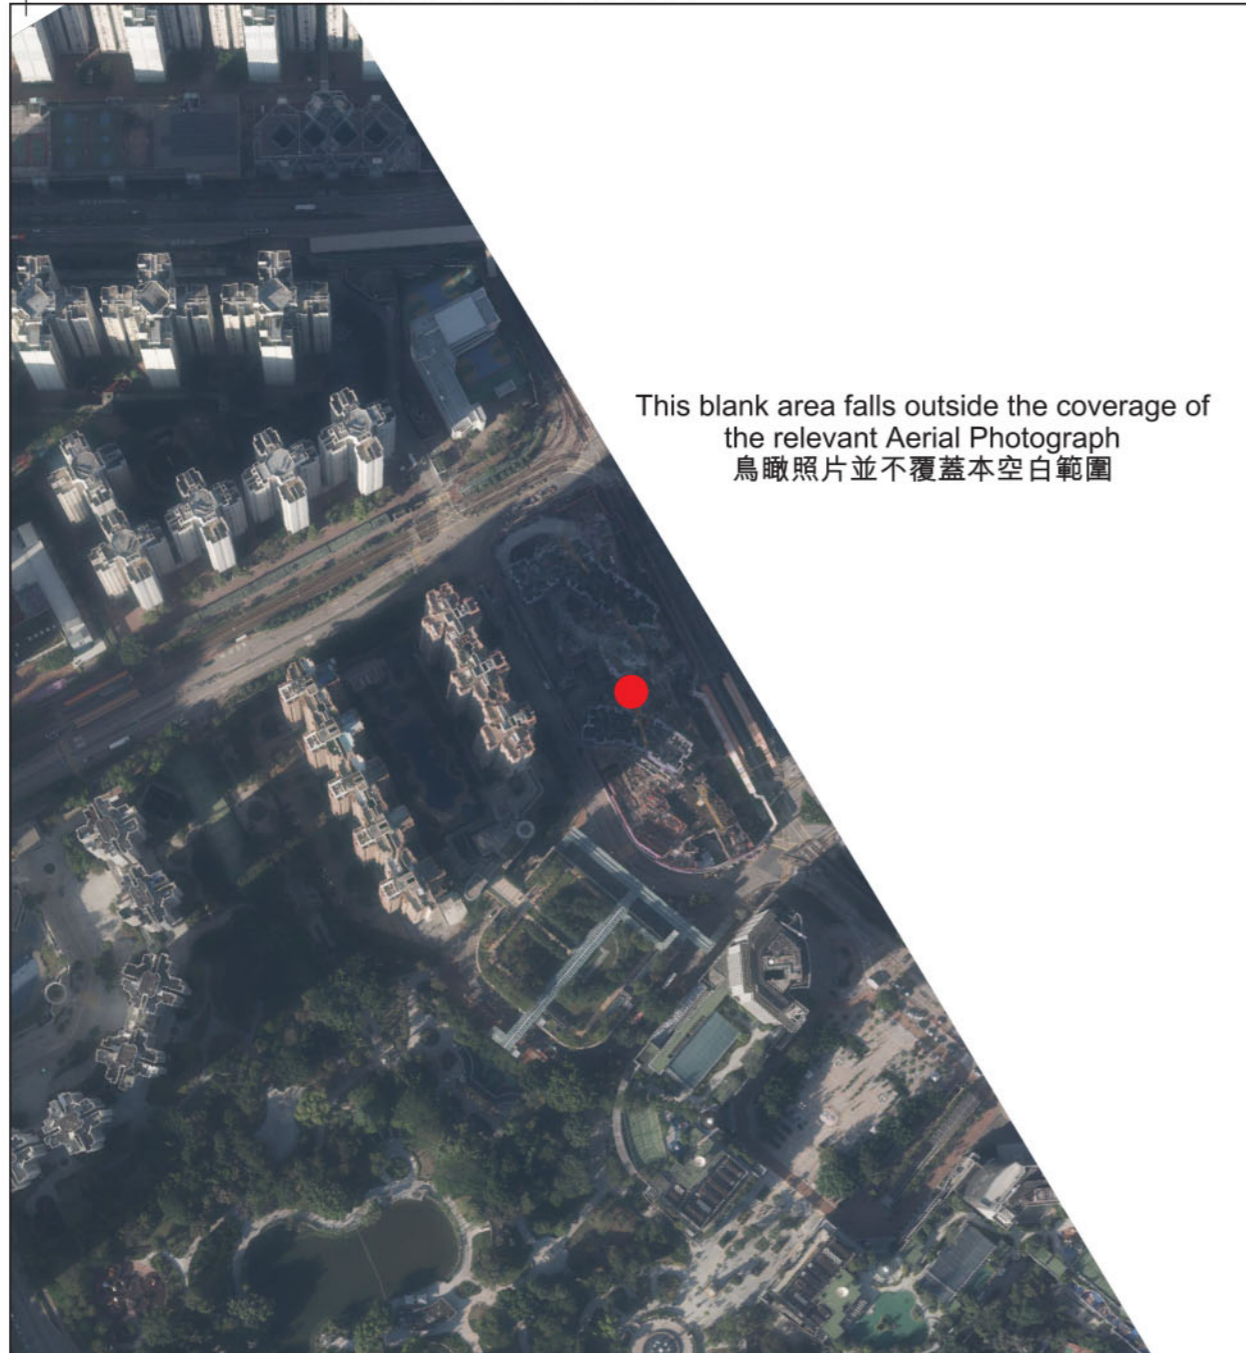 This blank area falls outside the coverage of
the relevant Aerial Photograph
鳥瞰照片並不覆蓋本空白範圍